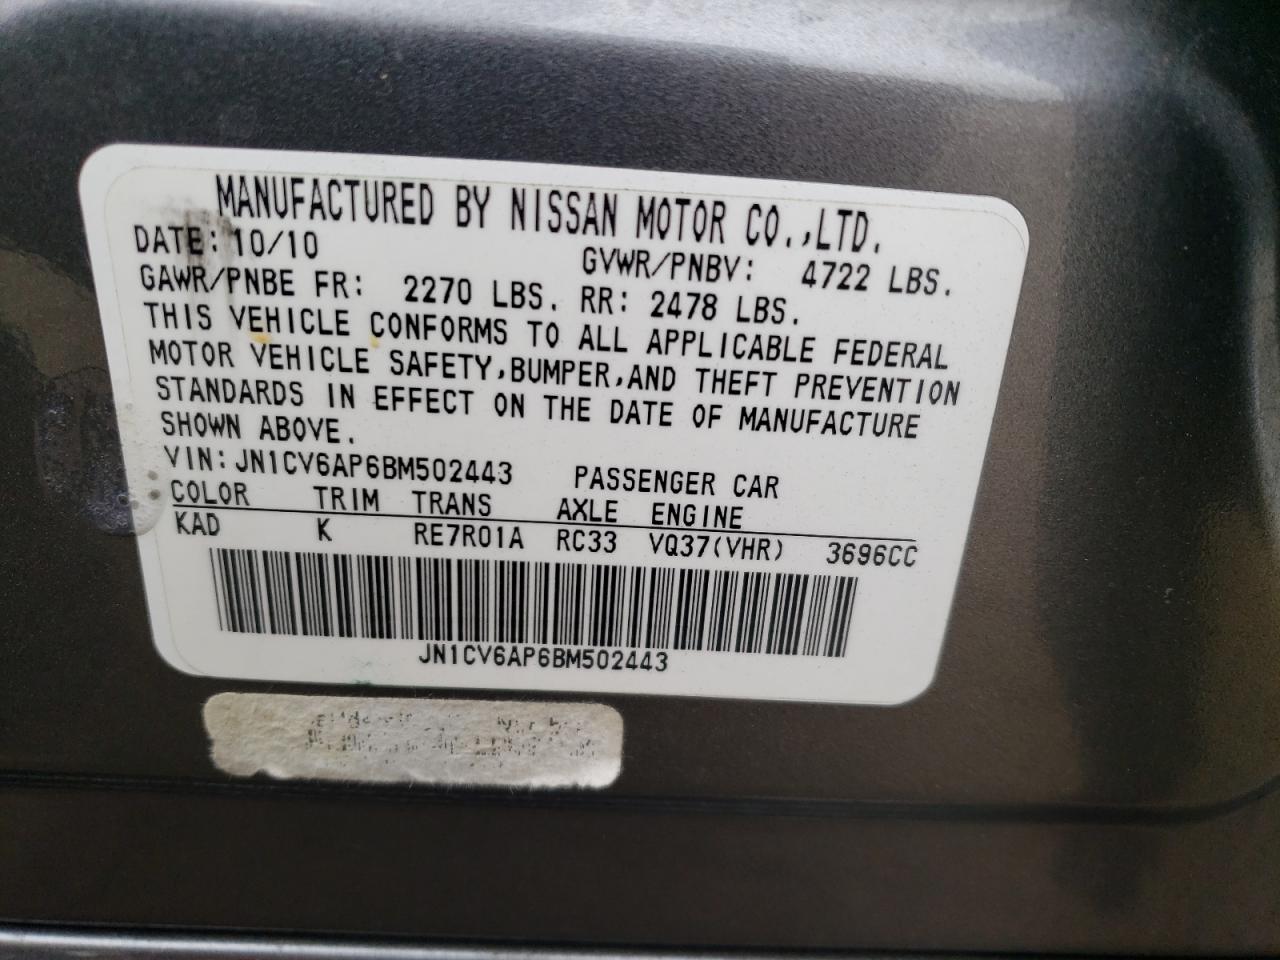 MANUFACTURED BY NISSAN MOTOR CO.,LTD.
DATE: 10/10 GVWR/PNBV: 4722 LBS.
GAWR/PNBE FR: 2270 LBS. RR: 2478 LBS.
THIS VEHICLE CONFORMS TO ALL APPLICABLE FEDERAL
MOTOR VEHICLE SAFETY,BUMPER,AND THEFT PREVENTION
STANDARDS IN EFFECT ON THE DATE OF MANUFACTURE
SHOWN ABOVE.
VIN: JN1CV6AP6BM502443 PASSENGER CAR
COLOR TRIM TRANS AXLE ENGINE
KAD K RE7R01A RC33 VQ37(VHR) 3696CC
JN1CV6AP6BM502443